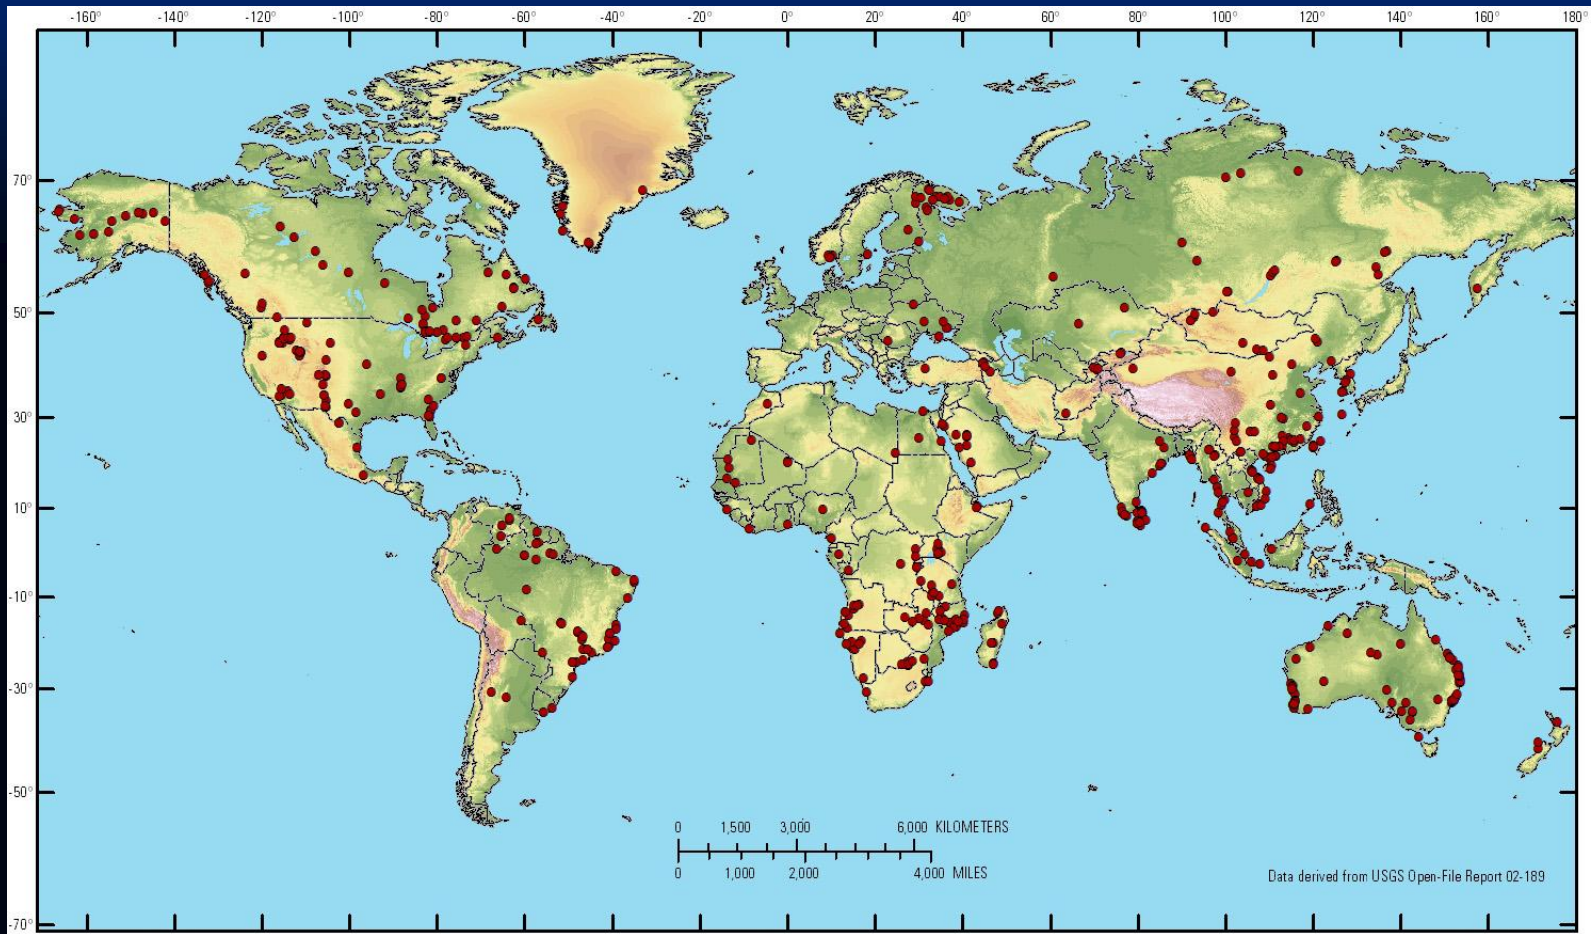 -160° -140° -120° -100° -80° -60° -40° -20° 0° 20° 40° 60° 80° 100° 120° 140° 160° 180°
70°
50°
30°
10°
-10°
-30°
-50°
-70°
0 1,500 3,000 6,000 KILOMETERS
0 1,000 2,000 4,000 MILES
Data derived from USGS Open-File Report 02-189